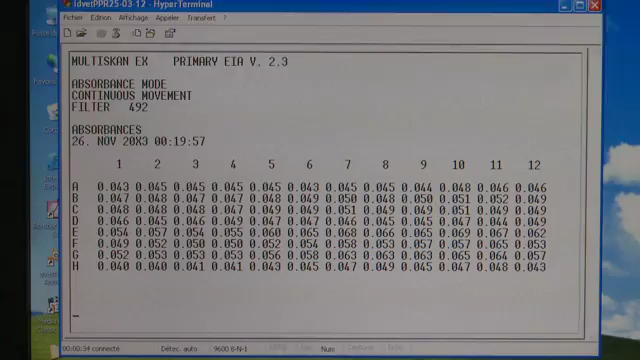 idvetPPR25-03-12 - HyperTerminal
Fichier Edition Affichage Appeler Transfert ?
MULTISKAN EX PRIMARY EIA V. 2.3
ABSORBANCE MODE
CONTINUOUS MOVEMENT
FILTER 492
ABSORBANCES
26. NOV 20X3 00:19:57
1 2 3 4 5 6 7 8 9 10 11 12
A 0.043 0.045 0.045 0.045 0.045 0.043 0.045 0.045 0.044 0.048 0.046 0.046
B 0.047 0.048 0.047 0.048 0.048 0.049 0.050 0.048 0.050 0.051 0.052 0.049
C 0.048 0.048 0.048 0.047 0.049 0.049 0.051 0.049 0.049 0.051 0.049 0.049
D 0.046 0.045 0.046 0.049 0.047 0.047 0.046 0.045 0.045 0.047 0.044 0.049
E 0.054 0.057 0.054 0.055 0.060 0.065 0.068 0.066 0.065 0.069 0.067 0.062
F 0.049 0.052 0.050 0.050 0.052 0.054 0.058 0.053 0.057 0.057 0.065 0.053
G 0.052 0.053 0.053 0.053 0.056 0.058 0.063 0.063 0.062 0.065 0.064 0.057
H 0.040 0.040 0.041 0.041 0.043 0.045 0.047 0.049 0.045 0.047 0.048 0.043
00:00:34 connecté Détec. auto 9600 8-N-1 Num